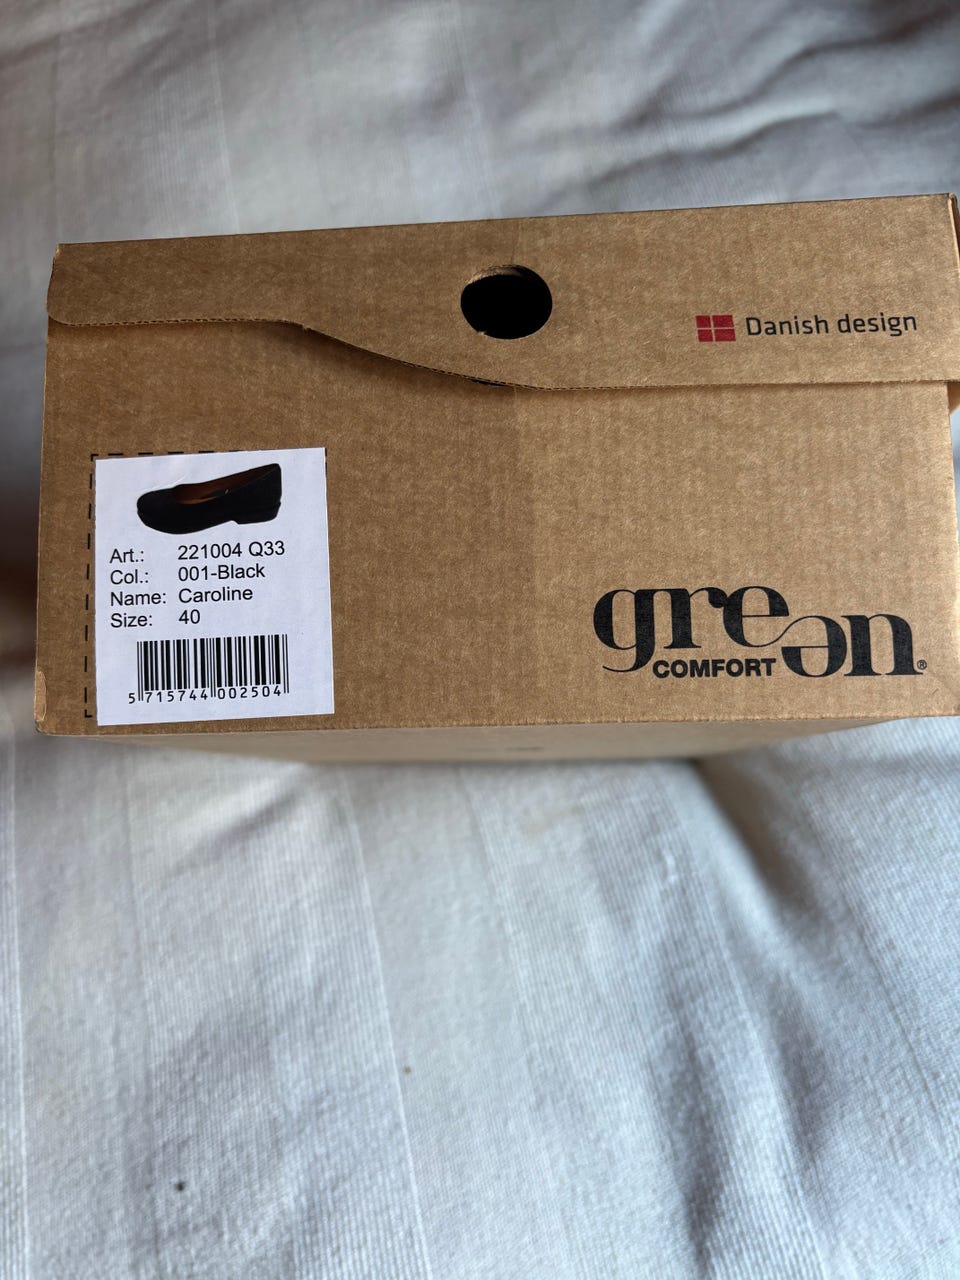 Danish design
Art.: 221004 Q33
Col.: 001-Black
Name: Caroline
Size: 40
5 715744 002504
green®
COMFORT